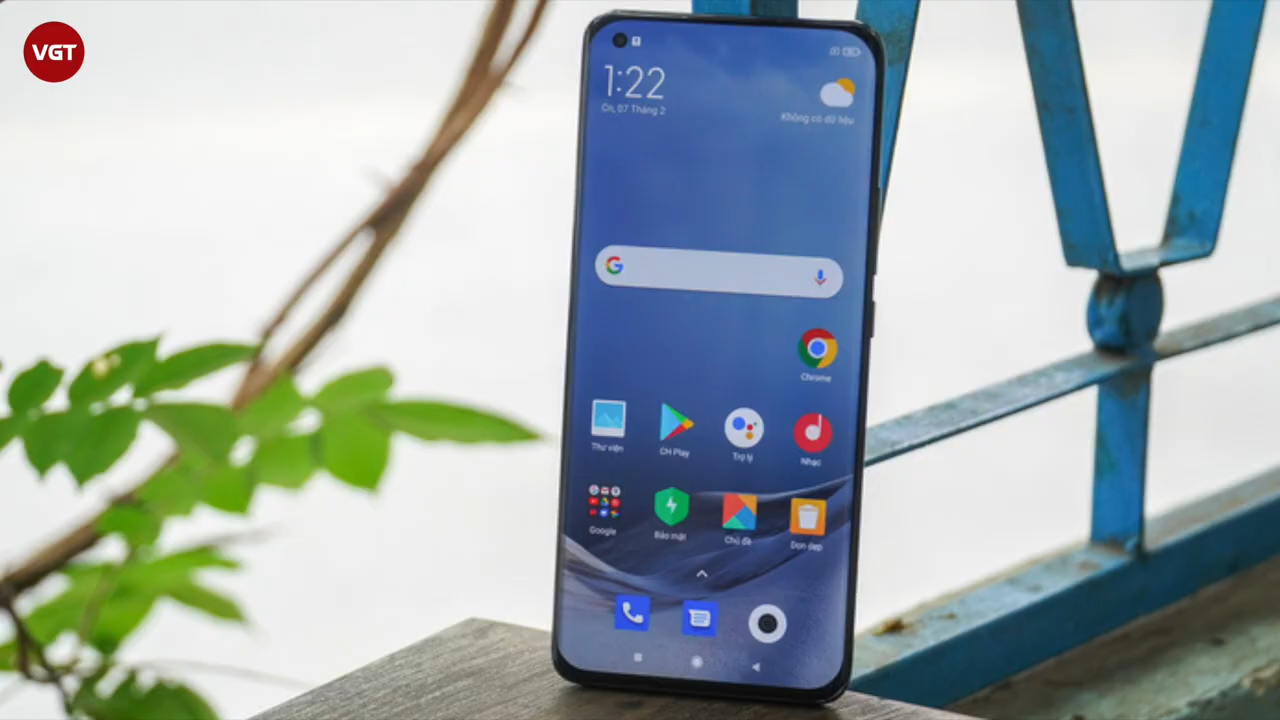 VGT
1:22
CN, 07 Tháng 2
Không có dữ liệu
Chrome
Thư viện
CH Play
Trợ lý
Nhạc
Google
Bảo mật
Chủ đề
Dọn dẹp